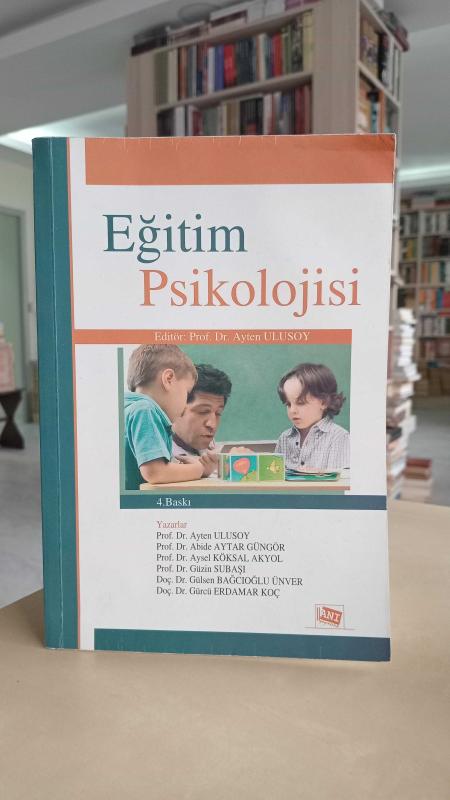 Eğitim
Psikolojisi
Editör: Prof. Dr. Ayten ULUSOY
4.Baskı
Yazarlar
Prof. Dr. Ayten ULUSOY
Prof. Dr. Abide AYTAR GÜNGÖR
Prof. Dr. Aysel KÖKSAL AKYOL
Prof. Dr. Güzin SUBAŞI
Doç. Dr. Gülsen BAĞCIOĞLU ÜNVER
Doç. Dr. Gürcü ERDAMAR KOÇ
ANI